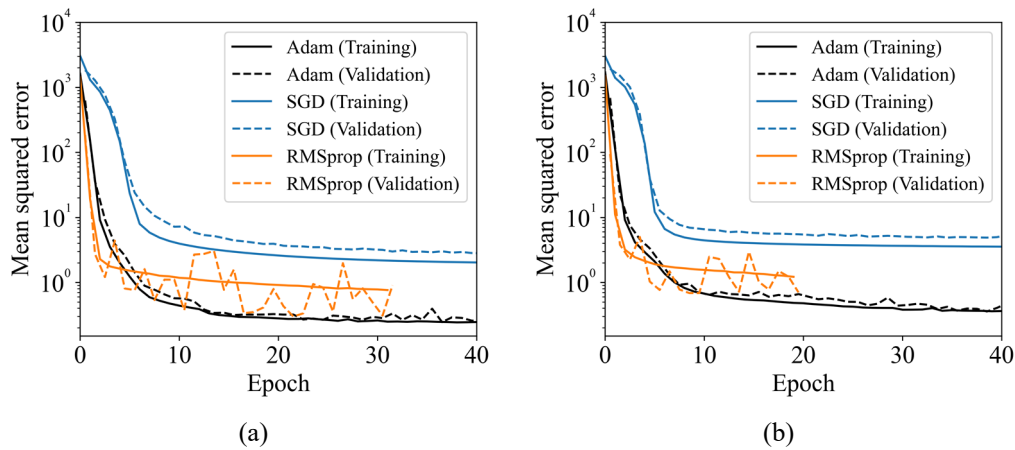 Mean squared error
10^4
10^3
10^2
10^1
10^0
Adam (Training)
Adam (Validation)
SGD (Training)
SGD (Validation)
RMSprop (Training)
RMSprop (Validation)
0 10 20 30 40
Epoch
(a)
Mean squared error
10^4
10^3
10^2
10^1
10^0
Adam (Training)
Adam (Validation)
SGD (Training)
SGD (Validation)
RMSprop (Training)
RMSprop (Validation)
0 10 20 30 40
Epoch
(b)